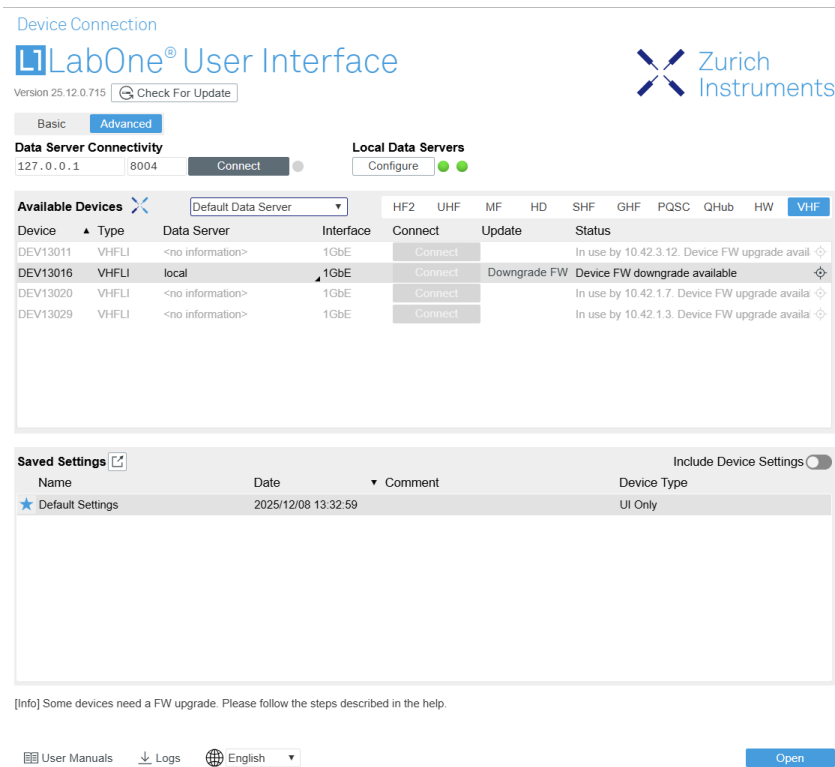 Device Connection
L1 LabOne® User Interface
Zurich
Instruments
Version 25.12.0.715 Check For Update
Basic Advanced
Data Server Connectivity Local Data Servers
127.0.0.1 8004 Connect Configure
Available Devices Default Data Server HF2 UHF MF HD SHF GHF PQSC QHub HW VHF
Device Type Data Server Interface Connect Update Status
DEV13011 VHFLI <no information> 1GbE Connect In use by 10.42.3.12. Device FW upgrade avail
DEV13016 VHFLI local 1GbE Connect Downgrade FW Device FW downgrade available
DEV13020 VHFLI <no information> 1GbE Connect In use by 10.42.1.7. Device FW upgrade availa
DEV13029 VHFLI <no information> 1GbE Connect In use by 10.42.1.3. Device FW upgrade availa
Saved Settings Include Device Settings
Name Date Comment Device Type
Default Settings 2025/12/08 13:32:59 UI Only
[Info] Some devices need a FW upgrade. Please follow the steps described in the help.
User Manuals Logs English Open